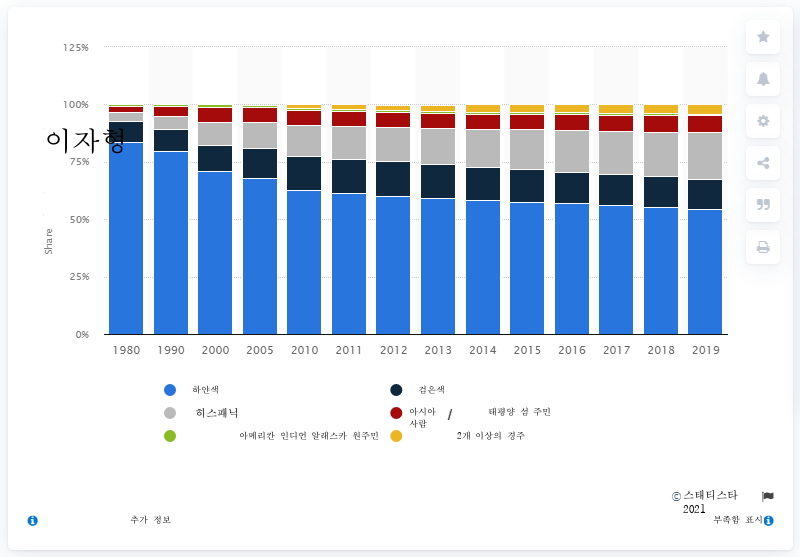 125%
100%
이자형
75%
50%
25%
0%
Share
1980 1990 2000 2005 2010 2011 2012 2013 2014 2015 2016 2017 2018 2019
하얀색 검은색
히스패닉 아시아 / 태평양 섬 주민
사람
아메리칸 인디언 알래스카 원주민 2개 이상의 경주
© 스태티스타
2021
추가 정보 부족함 표시